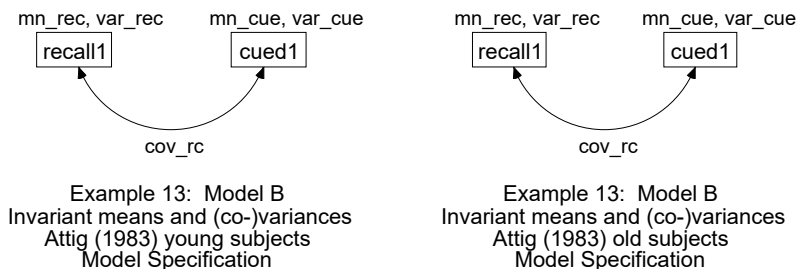 mn_rec, var_rec mn_cue, var_cue
recall1 cued1
cov_rc
Example 13: Model B
Invariant means and (co-)variances
Attig (1983) young subjects
Model Specification
mn_rec, var_rec mn_cue, var_cue
recall1 cued1
cov_rc
Example 13: Model B
Invariant means and (co-)variances
Attig (1983) old subjects
Model Specification